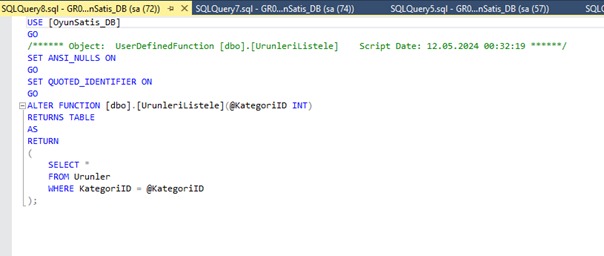 SQLQuery8.sql - GR0...nSatis_DB (sa (72)) SQLQuery7.sql - GR0...nSatis_DB (sa (74)) SQLQuery5.sql - GR0...nSatis_DB (sa (57))
USE [OyunSatis_DB]
GO
/****** Object:  UserDefinedFunction [dbo].[UrunleriListele]    Script Date: 12.05.2024 00:32:19 ******/
SET ANSI_NULLS ON
GO
SET QUOTED_IDENTIFIER ON
GO
ALTER FUNCTION [dbo].[UrunleriListele](@KategoriID INT)
RETURNS TABLE
AS
RETURN
(
    SELECT *
    FROM Urunler
    WHERE KategoriID = @KategoriID
);